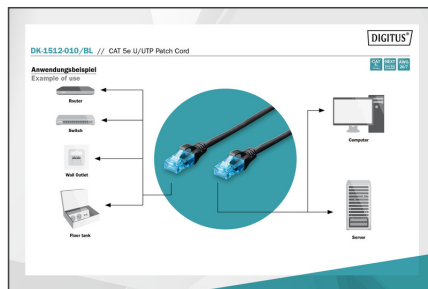 DIGITUS®
DK-1512-010/BL // CAT 5e U/UTP Patch Cord
Anwendungsbeispiel
Example of use
Router
Switch
Wall Outlet
Floor tank
Computer
Server